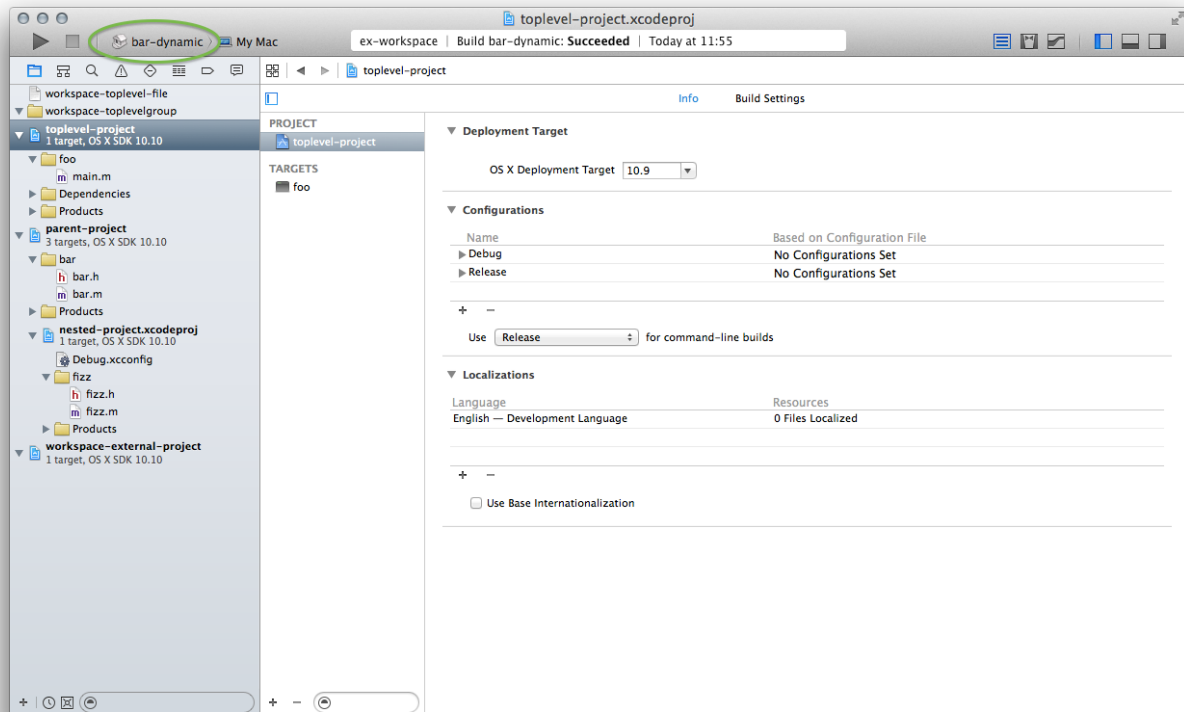 toplevel-project.xcodeproj
bar-dynamic
My Mac
ex-workspace | Build bar-dynamic: Succeeded | Today at 11:55
toplevel-project
workspace-toplevel-file
workspace-toplevelgroup
toplevel-project
1 target, OS X SDK 10.10
foo
main.m
Dependencies
Products
parent-project
3 targets, OS X SDK 10.10
bar
h bar.h
m bar.m
Products
nested-project.xcodeproj
1 target, OS X SDK 10.10
Debug.xcconfig
fizz
h fizz.h
m fizz.m
Products
workspace-external-project
1 target, OS X SDK 10.10
PROJECT
toplevel-project
TARGETS
foo
Info Build Settings
Deployment Target
OS X Deployment Target 10.9
Configurations
Name Based on Configuration File
Debug No Configurations Set
Release No Configurations Set
Use Release for command-line builds
Localizations
Language Resources
English — Development Language 0 Files Localized
Use Base Internationalization